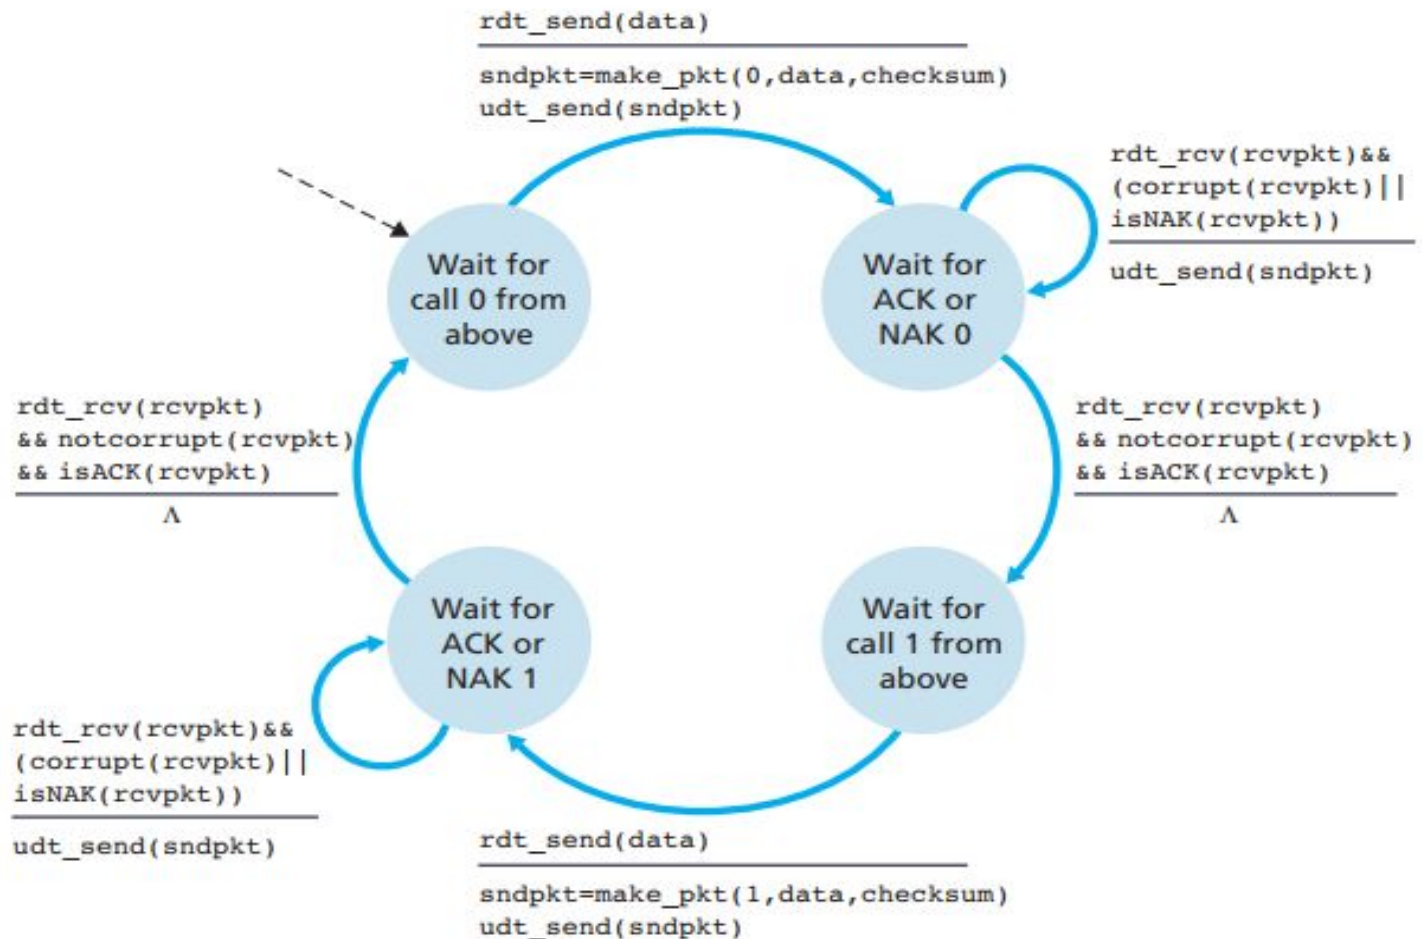 rdt_send(data)
sndpkt=make_pkt(0,data,checksum)
udt_send(sndpkt)
rdt_rcv(rcvpkt)&&
(corrupt(rcvpkt)||
isNAK(rcvpkt))
udt_send(sndpkt)
Wait for
call 0 from
above
Wait for
ACK or
NAK 0
rdt_rcv(rcvpkt)
&& notcorrupt(rcvpkt)
&& isACK(rcvpkt)
Λ
rdt_rcv(rcvpkt)
&& notcorrupt(rcvpkt)
&& isACK(rcvpkt)
Λ
Wait for
ACK or
NAK 1
Wait for
call 1 from
above
rdt_rcv(rcvpkt)&&
(corrupt(rcvpkt)||
isNAK(rcvpkt))
udt_send(sndpkt)
rdt_send(data)
sndpkt=make_pkt(1,data,checksum)
udt_send(sndpkt)